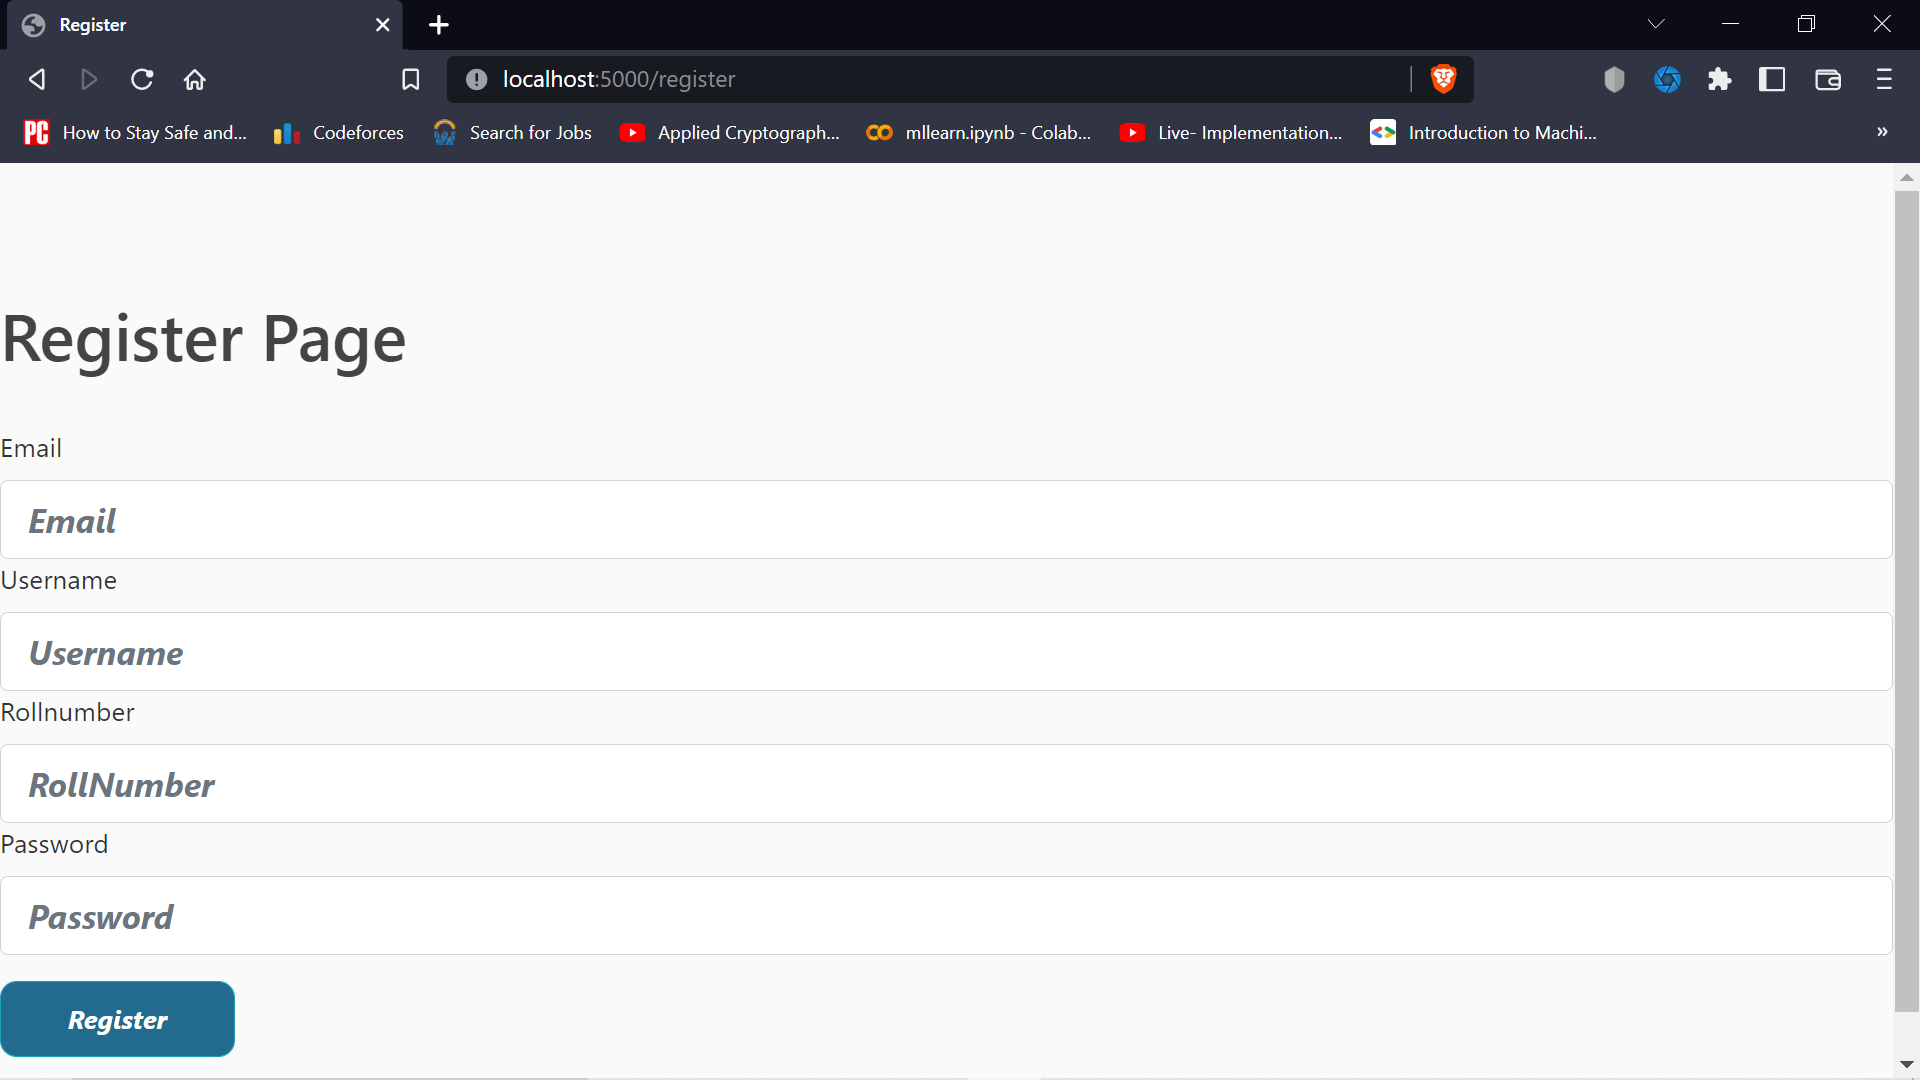 Register
localhost:5000/register
PC How to Stay Safe and... Codeforces Search for Jobs Applied Cryptograph... mllearn.ipynb - Colab... Live- Implementation... Introduction to Machi... »
Register Page
Email
Email
Username
Username
Rollnumber
RollNumber
Password
Password
Register